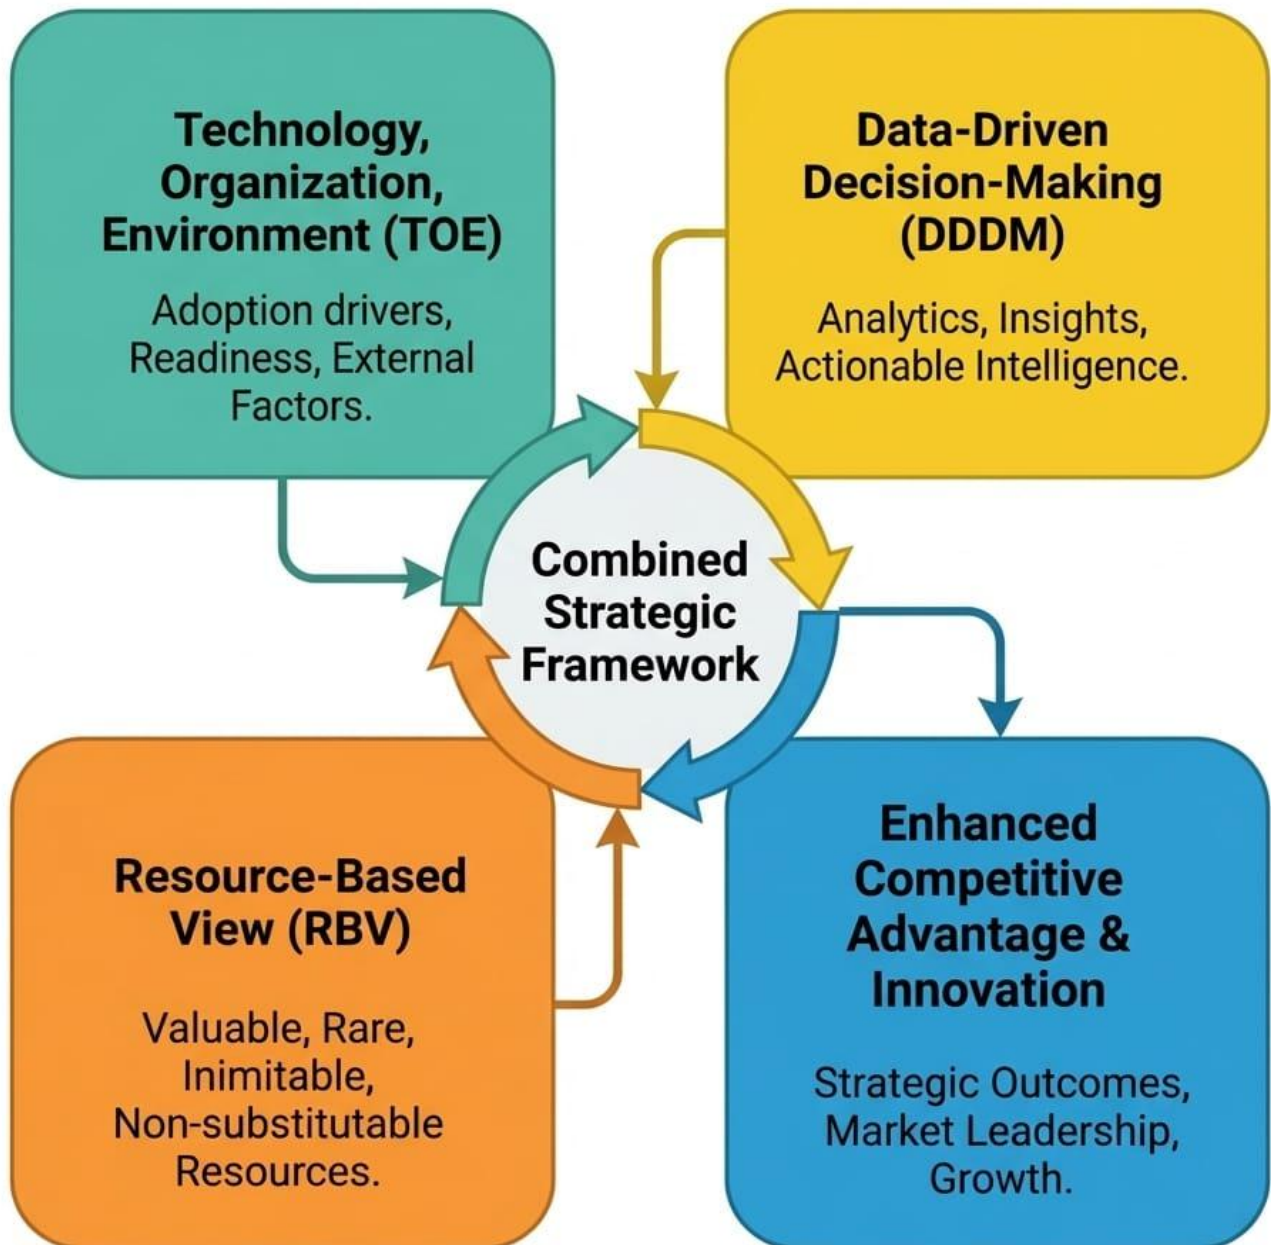 Technology,
Organization,
Environment (TOE)
Adoption drivers,
Readiness, External
Factors.
Data-Driven
Decision-Making
(DDDM)
Analytics, Insights,
Actionable Intelligence.
Combined
Strategic
Framework
Resource-Based
View (RBV)
Valuable, Rare,
Inimitable,
Non-substitutable
Resources.
Enhanced
Competitive
Advantage &
Innovation
Strategic Outcomes,
Market Leadership,
Growth.